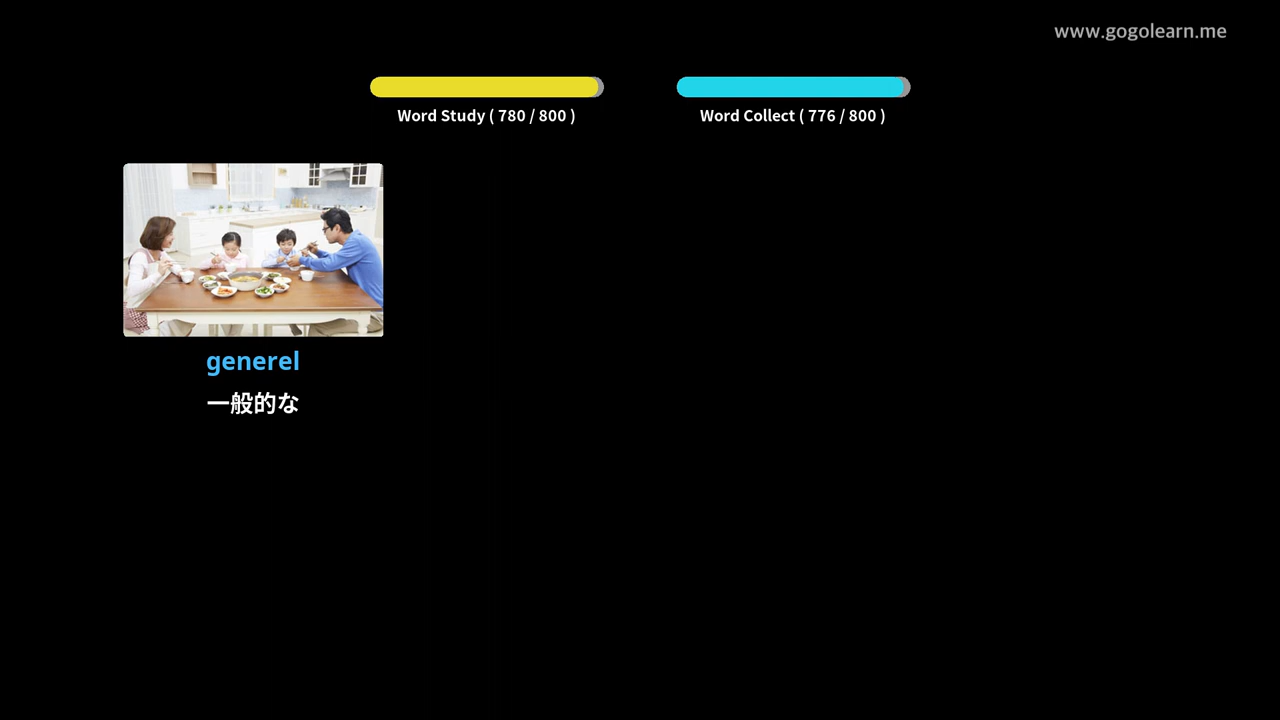 www.gogolearn.me
Word Study ( 780 / 800 )
Word Collect ( 776 / 800 )
generel
一般的な